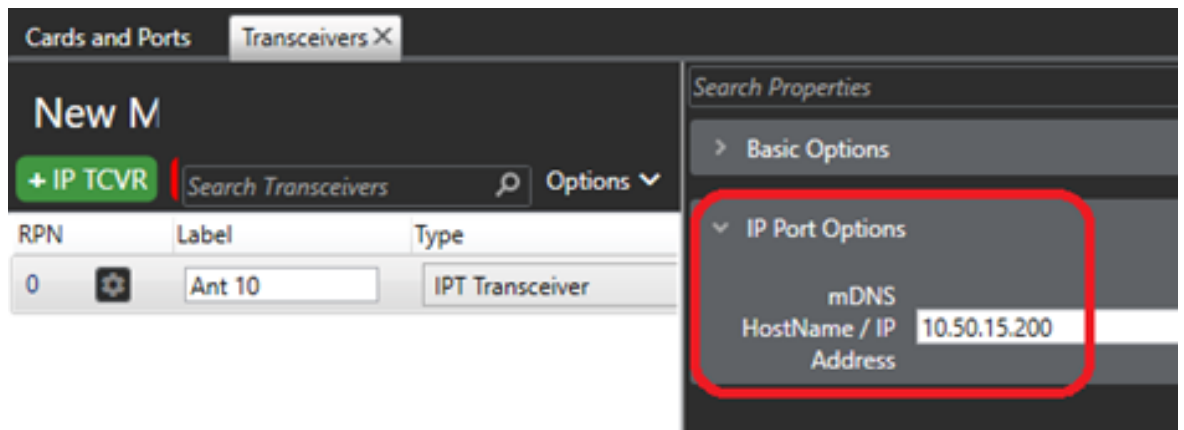 Cards and Ports Transceivers
New M
+ IP TCVR Search Transceivers Options
RPN Label Type
0 Ant 10 IPT Transceiver
Search Properties
Basic Options
IP Port Options
mDNS
HostName / IP 10.50.15.200
Address